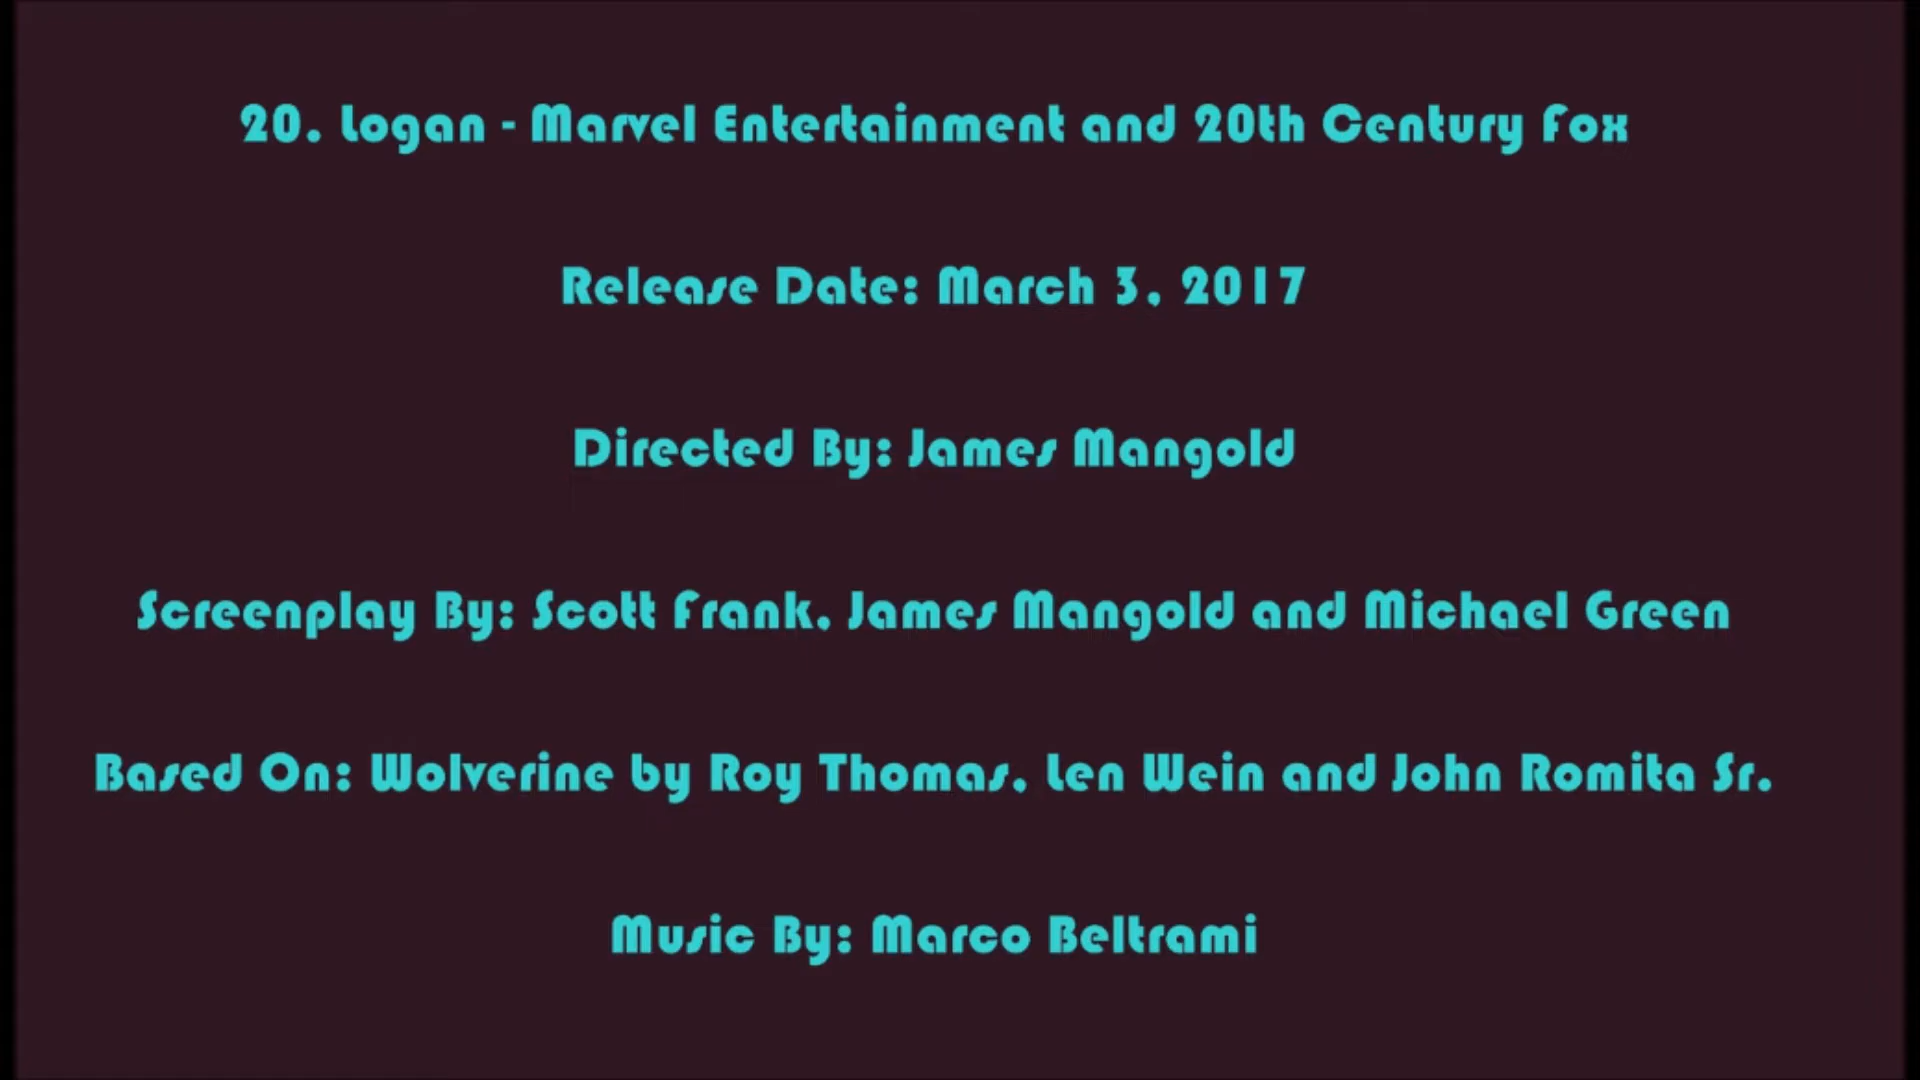 20. Logan - Marvel Entertainment and 20th Century Fox
Release Date: March 3, 2017
Directed By: James Mangold
Screenplay By: Scott Frank, James Mangold and Michael Green
Based On: Wolverine by Roy Thomas, Len Wein and John Romita Sr.
Music By: Marco Beltrami